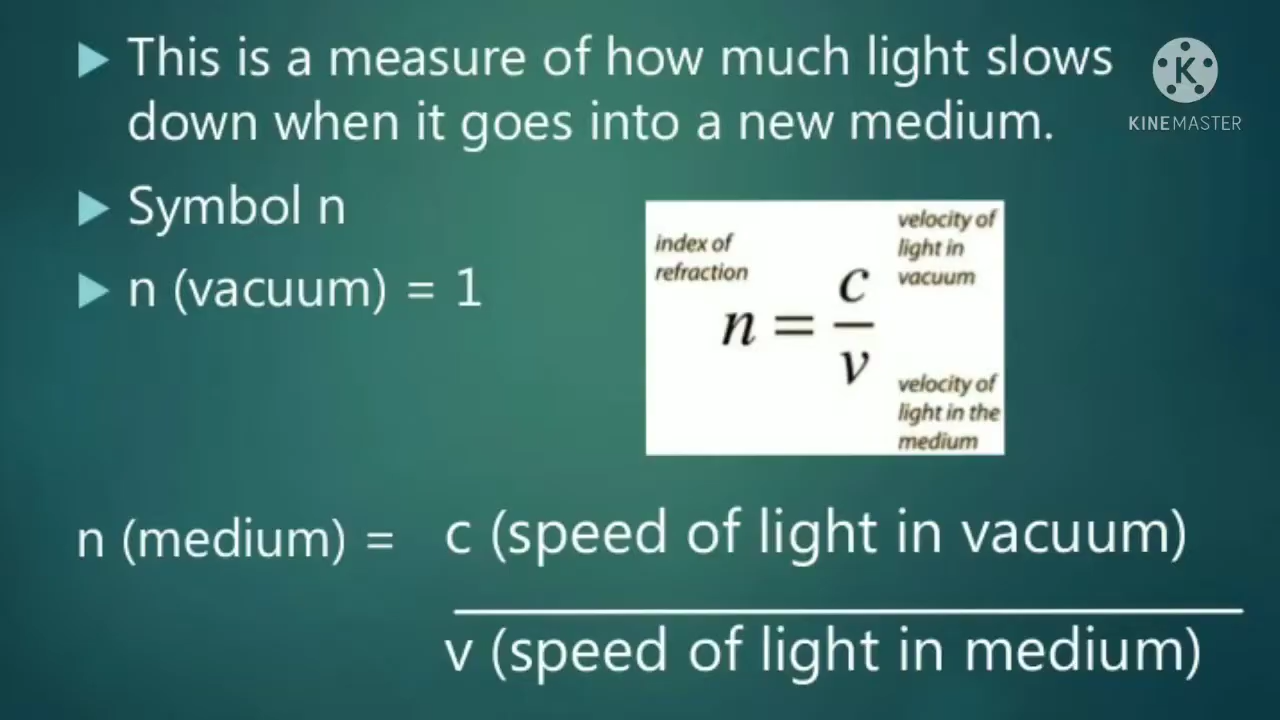 This is a measure of how much light slows
down when it goes into a new medium.
KINEMASTER
Symbol n
n (vacuum) = 1
index of
refraction
n = c/v
velocity of
light in
vacuum
velocity of
light in the
medium
n (medium) =
c (speed of light in vacuum)
v (speed of light in medium)